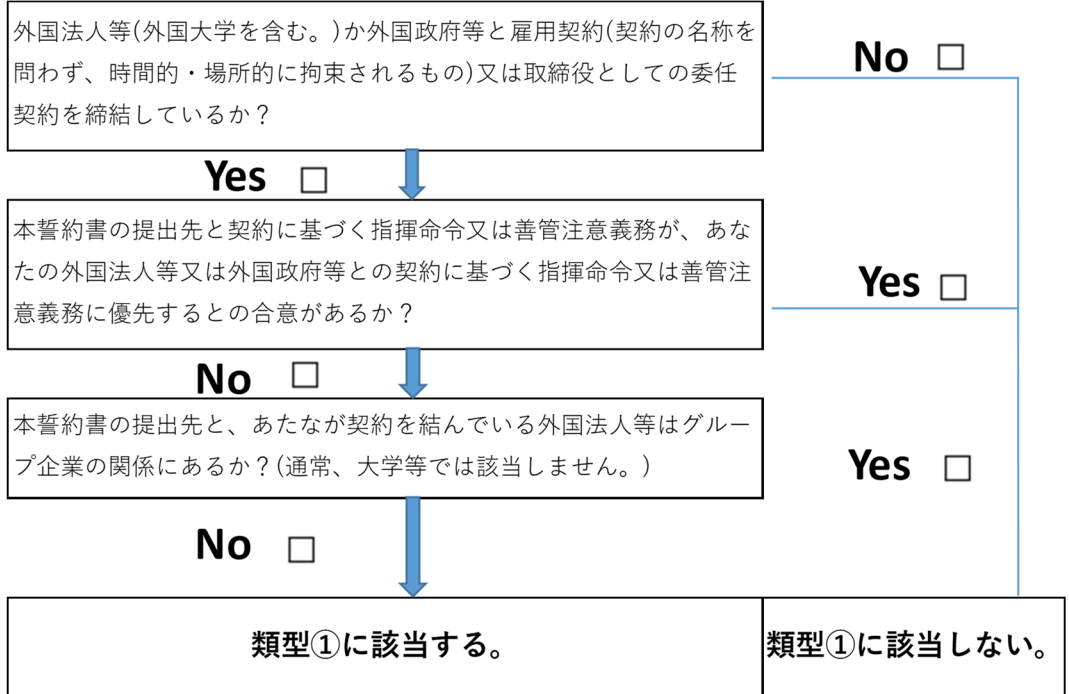 外国法人等(外国大学を含む。)か外国政府等と雇用契約(契約の名称を
問わず、時間的・場所的に拘束されるもの)又は取締役としての委任
契約を締結しているか？
No □
Yes □
本誓約書の提出先と契約に基づく指揮命令又は善管注意義務が、あな
たの外国法人等又は外国政府等との契約に基づく指揮命令又は善管注
意義務に優先するとの合意があるか？
Yes □
No □
本誓約書の提出先と、あたなが契約を結んでいる外国法人等はグルー
プ企業の関係にあるか？(通常、大学等では該当しません。)
Yes □
No □
類型①に該当する。
類型①に該当しない。